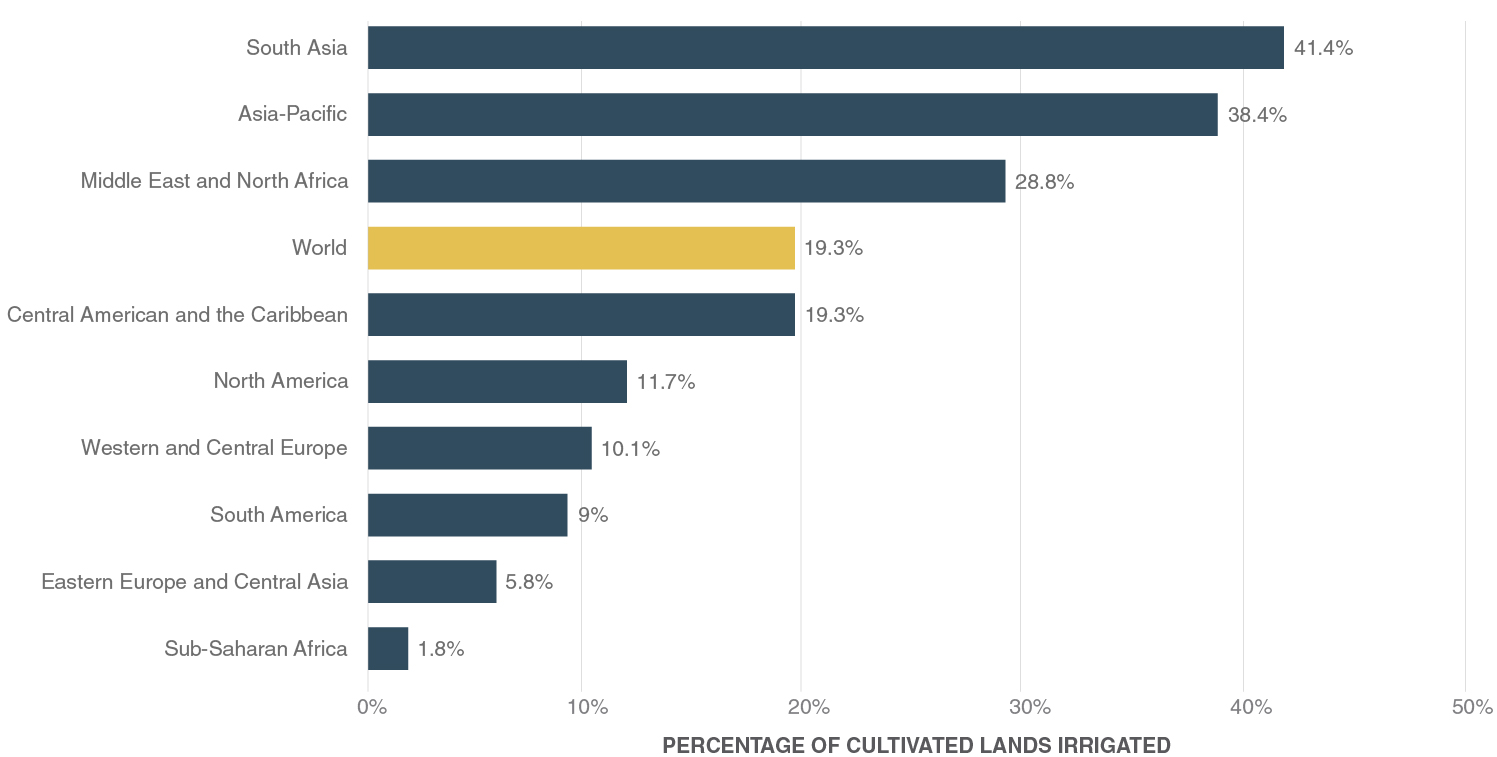 South Asia 41.4%
Asia-Pacific 38.4%
Middle East and North Africa 28.8%
World 19.3%
Central American and the Caribbean 19.3%
North America 11.7%
Western and Central Europe 10.1%
South America 9%
Eastern Europe and Central Asia 5.8%
Sub-Saharan Africa 1.8%
0% 10% 20% 30% 40% 50%
PERCENTAGE OF CULTIVATED LANDS IRRIGATED